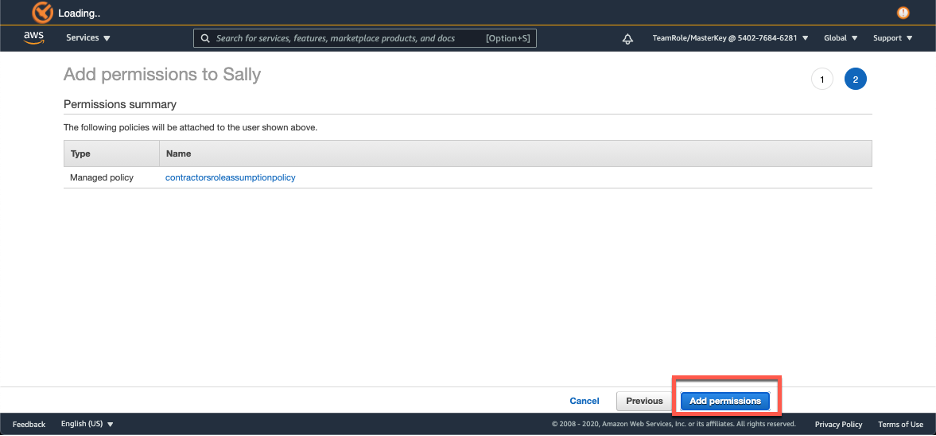 Loading..
aws Services Search for services, features, marketplace products, and docs [Option+S] TeamRole/MasterKey @ 5402-7684-6281 Global Support
Add permissions to Sally
1 2
Permissions summary
The following policies will be attached to the user shown above.
Type Name
Managed policy contractorsroleassumptionpolicy
Cancel Previous Add permissions
Feedback English (US) © 2008 - 2020, Amazon Web Services, Inc. or its affiliates. All rights reserved. Privacy Policy Terms of Use